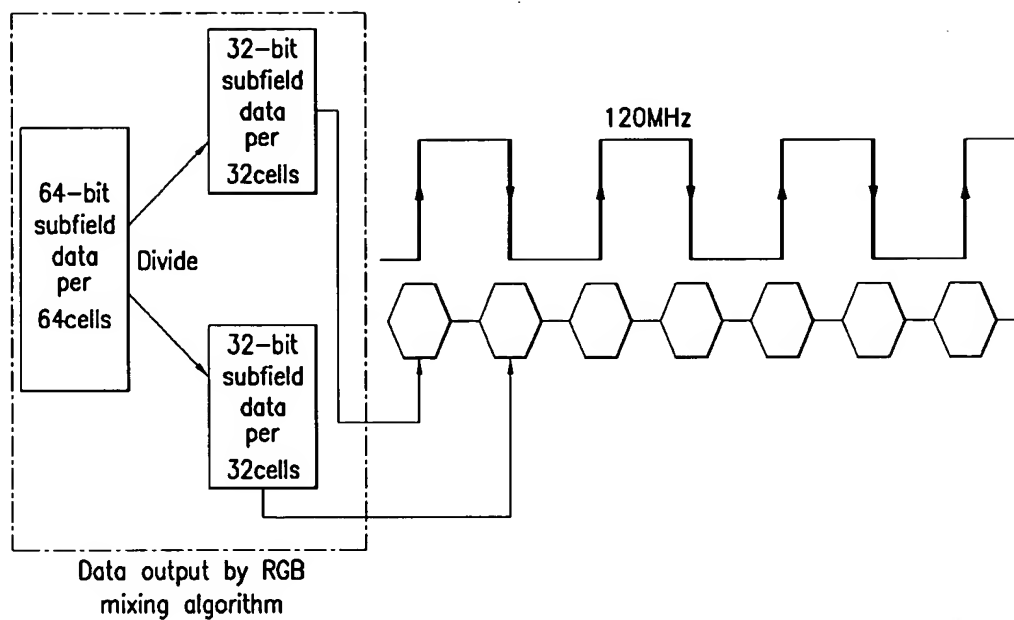 64-bit
subfield
data
per
64cells
Divide
32-bit
subfield
data
per
32cells
32-bit
subfield
data
per
32cells
120MHz
Data output by RGB
mixing algorithm